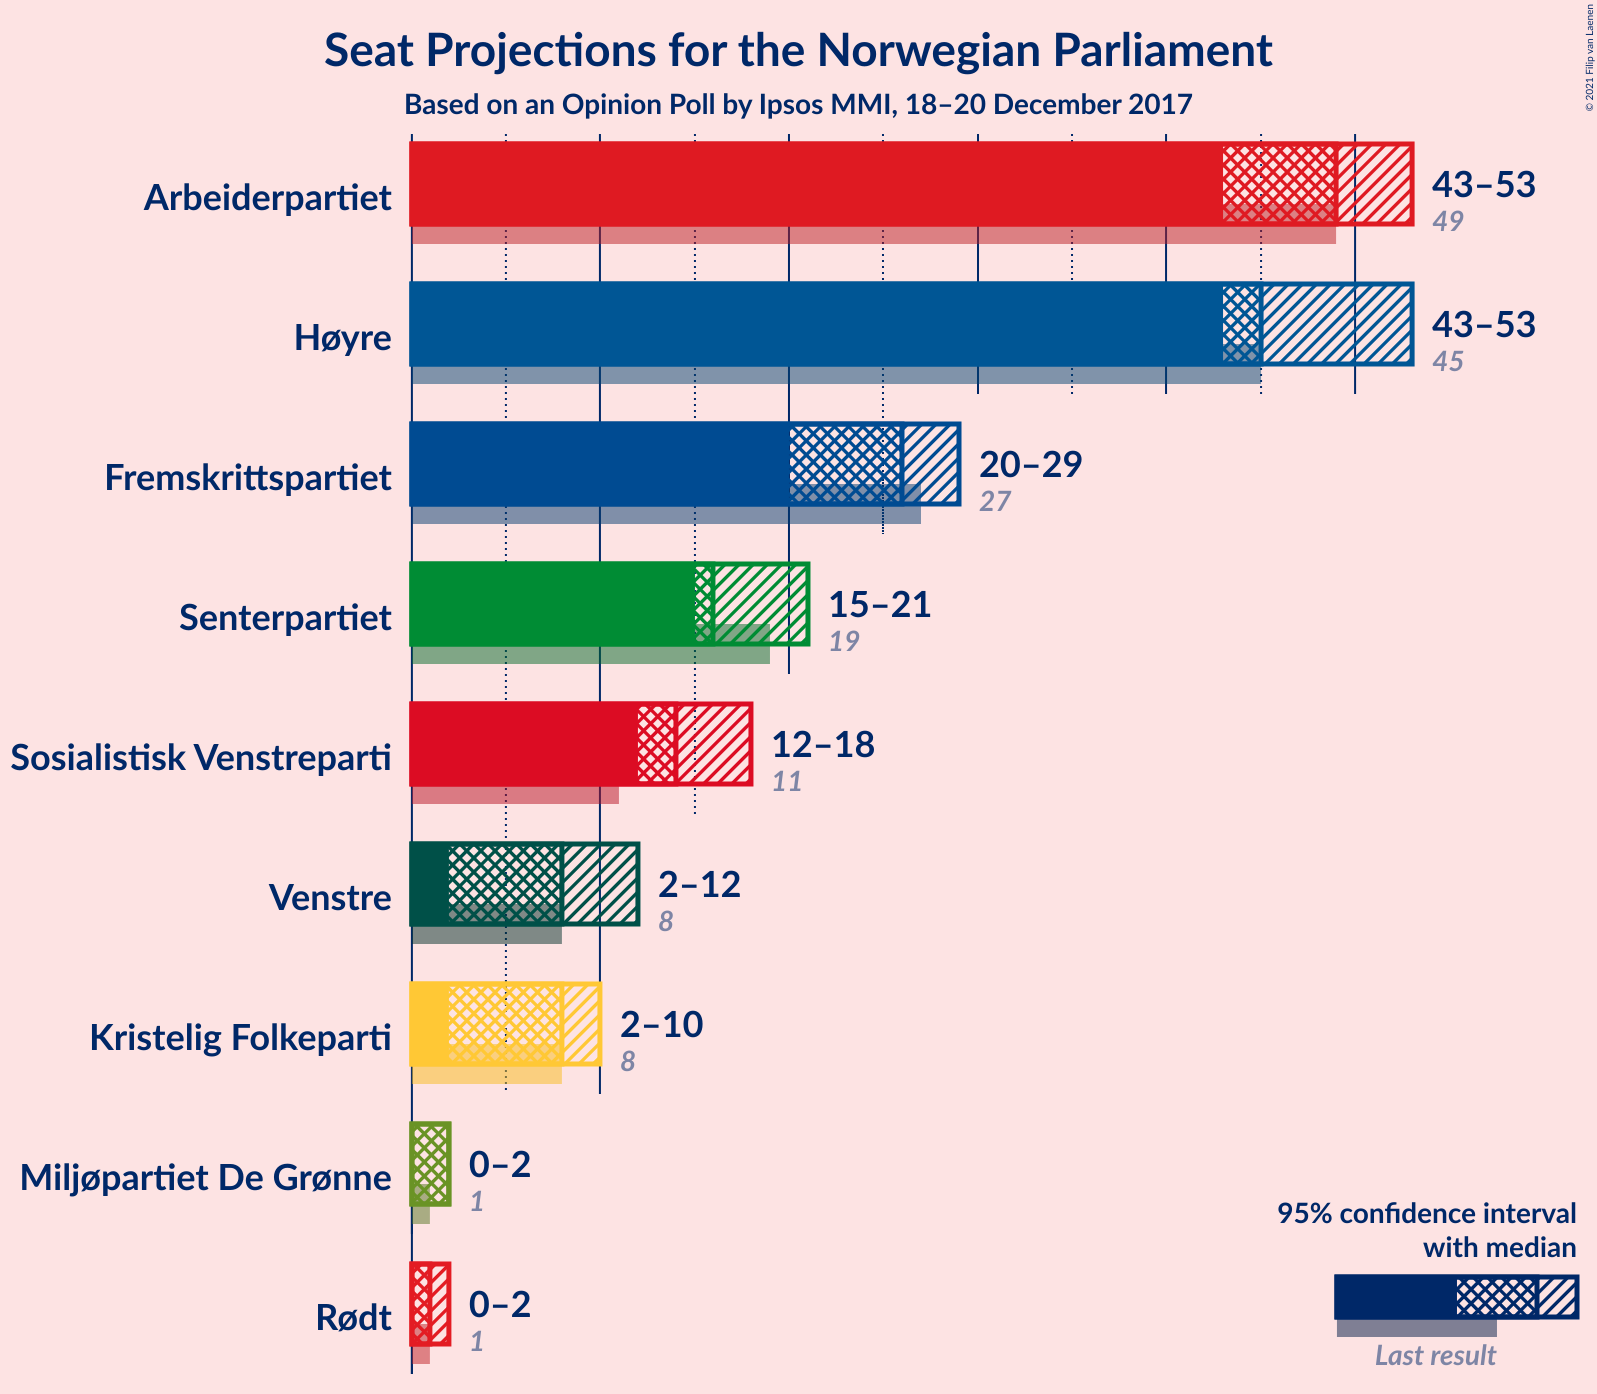 Seat Projections for the Norwegian Parliament
Based on an Opinion Poll by Ipsos MMI, 18–20 December 2017
© 2021 Filip van Laenen
Arbeiderpartiet
43–53
49
Høyre
43–53
45
Fremskrittspartiet
20–29
27
Senterpartiet
15–21
19
Sosialistisk Venstreparti
12–18
11
Venstre
2–12
8
Kristelig Folkeparti
2–10
8
Miljøpartiet De Grønne
0–2
1
Rødt
0–2
1
95% confidence interval
with median
Last result